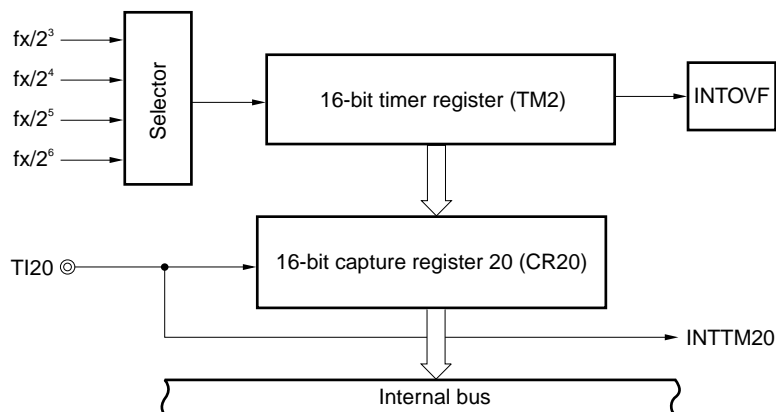 fx/2³
fx/2⁴
fx/2⁵
fx/2⁶
Selector
16-bit timer register (TM2)
INTOVF
TI20
16-bit capture register 20 (CR20)
INTTM20
Internal bus